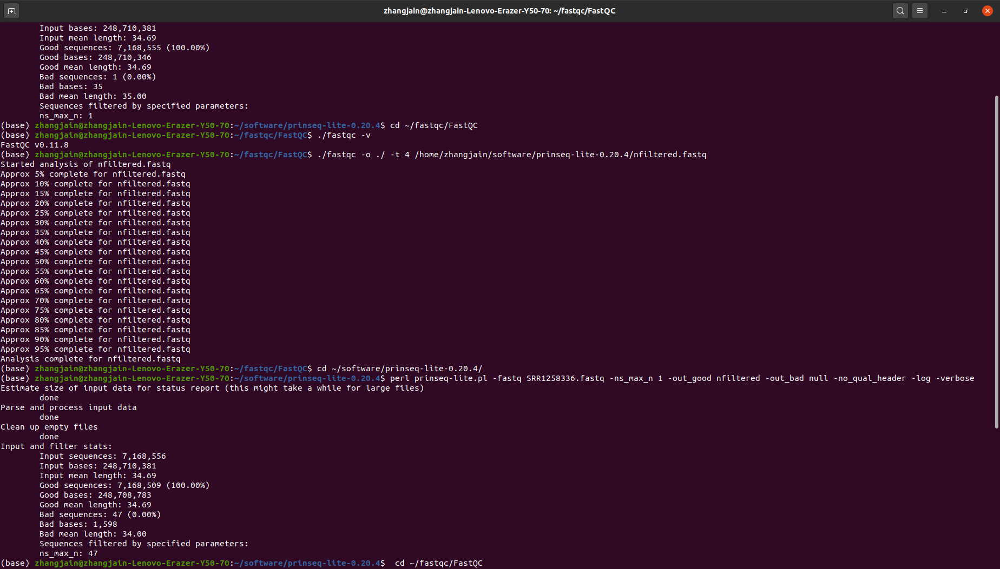 zhangjain@zhangjain-Lenovo-Erazer-Y50-70: ~/fastqc/FastQC
Input bases: 248,710,381
Input mean length: 34.69
Good sequences: 7,168,555 (100.00%)
Good bases: 248,710,346
Good mean length: 34.69
Bad sequences: 1 (0.00%)
Bad bases: 35
Bad mean length: 35.00
Sequences filtered by specified parameters:
ns_max_n: 1
(base) zhangjain@zhangjain-Lenovo-Erazer-Y50-70:~/software/prinseq-lite-0.20.4$ cd ~/fastqc/FastQC
(base) zhangjain@zhangjain-Lenovo-Erazer-Y50-70:~/fastqc/FastQC$ ./fastqc -v
FastQC v0.11.8
(base) zhangjain@zhangjain-Lenovo-Erazer-Y50-70:~/fastqc/FastQC$ ./fastqc -o ./ -t 4 /home/zhangjain/software/prinseq-lite-0.20.4/nfiltered.fastq
Started analysis of nfiltered.fastq
Approx 5% complete for nfiltered.fastq
Approx 10% complete for nfiltered.fastq
Approx 15% complete for nfiltered.fastq
Approx 20% complete for nfiltered.fastq
Approx 25% complete for nfiltered.fastq
Approx 30% complete for nfiltered.fastq
Approx 35% complete for nfiltered.fastq
Approx 40% complete for nfiltered.fastq
Approx 45% complete for nfiltered.fastq
Approx 50% complete for nfiltered.fastq
Approx 55% complete for nfiltered.fastq
Approx 60% complete for nfiltered.fastq
Approx 65% complete for nfiltered.fastq
Approx 70% complete for nfiltered.fastq
Approx 75% complete for nfiltered.fastq
Approx 80% complete for nfiltered.fastq
Approx 85% complete for nfiltered.fastq
Approx 90% complete for nfiltered.fastq
Approx 95% complete for nfiltered.fastq
Analysis complete for nfiltered.fastq
(base) zhangjain@zhangjain-Lenovo-Erazer-Y50-70:~/fastqc/FastQC$ cd ~/software/prinseq-lite-0.20.4/
(base) zhangjain@zhangjain-Lenovo-Erazer-Y50-70:~/software/prinseq-lite-0.20.4$ perl prinseq-lite.pl -fastq SRR1258336.fastq -ns_max_n 1 -out_good nfiltered -out_bad null -no_qual_header -log -verbose
Estimate size of input data for status report (this might take a while for large files)
done
Parse and process input data
done
Clean up empty files
done
Input and filter stats:
Input sequences: 7,168,556
Input bases: 248,710,381
Input mean length: 34.69
Good sequences: 7,168,509 (100.00%)
Good bases: 248,708,783
Good mean length: 34.69
Bad sequences: 47 (0.00%)
Bad bases: 1,598
Bad mean length: 34.00
Sequences filtered by specified parameters:
ns_max_n: 47
(base) zhangjain@zhangjain-Lenovo-Erazer-Y50-70:~/software/prinseq-lite-0.20.4$  cd ~/fastqc/FastQC